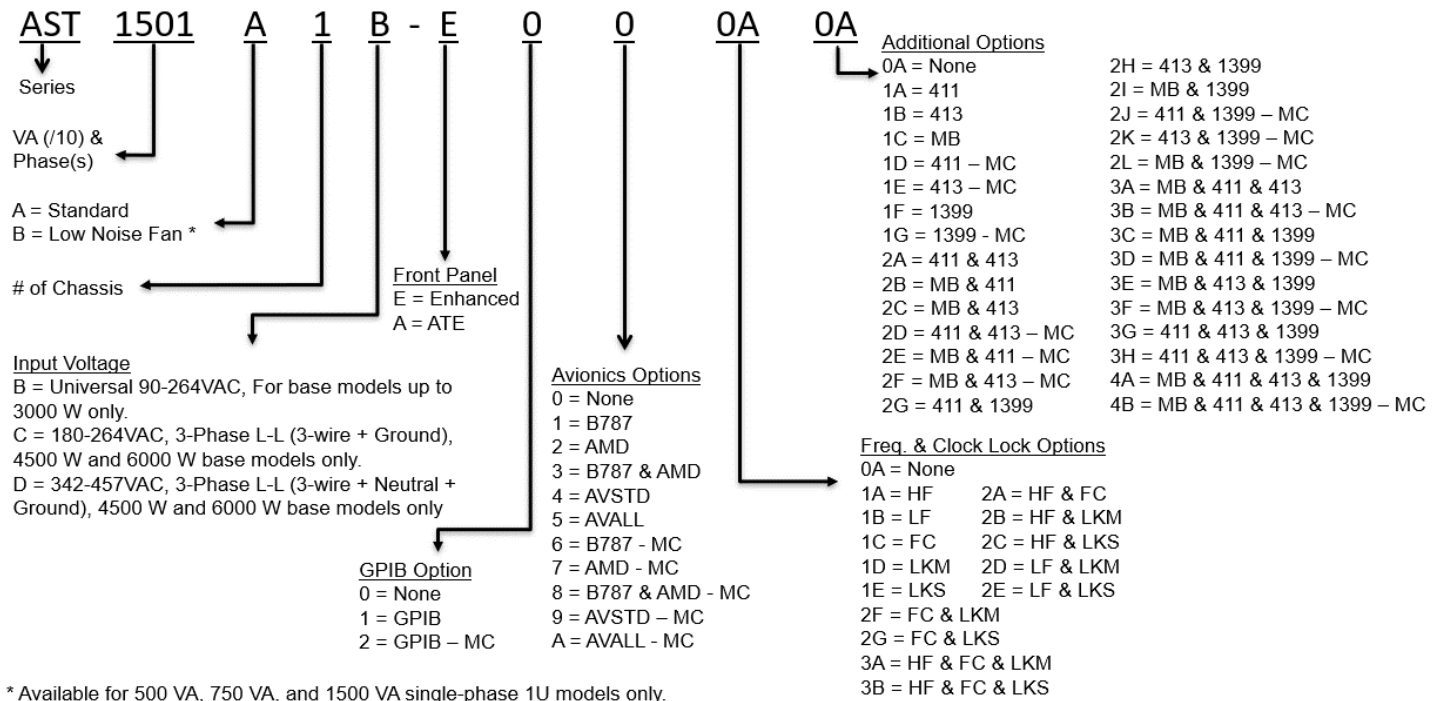 AST 1501 A 1 B - E 0 0 0A 0A
Series
VA (/10) &
Phase(s)
A = Standard
B = Low Noise Fan *
# of Chassis
Input Voltage
B = Universal 90-264VAC, For base models up to
3000 W only.
C = 180-264VAC, 3-Phase L-L (3-wire + Ground),
4500 W and 6000 W base models only.
D = 342-457VAC, 3-Phase L-L (3-wire + Neutral +
Ground), 4500 W and 6000 W base models only
Front Panel
E = Enhanced
A = ATE
GPIB Option
0 = None
1 = GPIB
2 = GPIB – MC
Avionics Options
0 = None
1 = B787
2 = AMD
3 = B787 & AMD
4 = AVSTD
5 = AVALL
6 = B787 - MC
7 = AMD - MC
8 = B787 & AMD - MC
9 = AVSTD – MC
A = AVALL - MC
Additional Options
0A = None
1A = 411
1B = 413
1C = MB
1D = 411 – MC
1E = 413 – MC
1F = 1399
1G = 1399 - MC
2A = 411 & 413
2B = MB & 411
2C = MB & 413
2D = 411 & 413 – MC
2E = MB & 411 – MC
2F = MB & 413 – MC
2G = 411 & 1399
2H = 413 & 1399
2I = MB & 1399
2J = 411 & 1399 – MC
2K = 413 & 1399 – MC
2L = MB & 1399 – MC
3A = MB & 411 & 413
3B = MB & 411 & 413 – MC
3C = MB & 411 & 1399
3D = MB & 411 & 1399 – MC
3E = MB & 413 & 1399
3F = MB & 413 & 1399 – MC
3G = 411 & 413 & 1399
3H = 411 & 413 & 1399 – MC
4A = MB & 411 & 413 & 1399
4B = MB & 411 & 413 & 1399 – MC
Freq. & Clock Lock Options
0A = None
1A = HF 2A = HF & FC
1B = LF 2B = HF & LKM
1C = FC 2C = HF & LKS
1D = LKM 2D = LF & LKM
1E = LKS 2E = LF & LKS
2F = FC & LKM
2G = FC & LKS
3A = HF & FC & LKM
3B = HF & FC & LKS
* Available for 500 VA, 750 VA, and 1500 VA single-phase 1U models only.